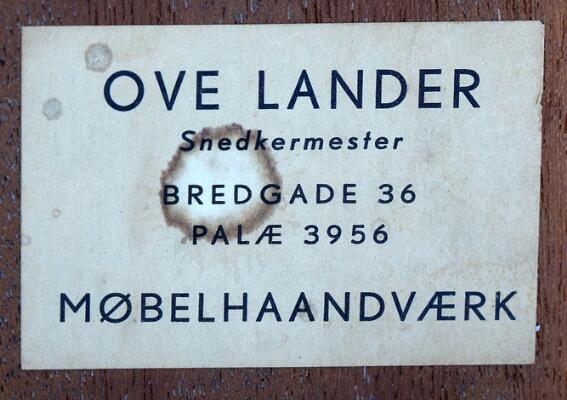 OVE LANDER
Snedkermester
BREDGADE 36
PALÆ 3956
MØBELHAANDVÆRK